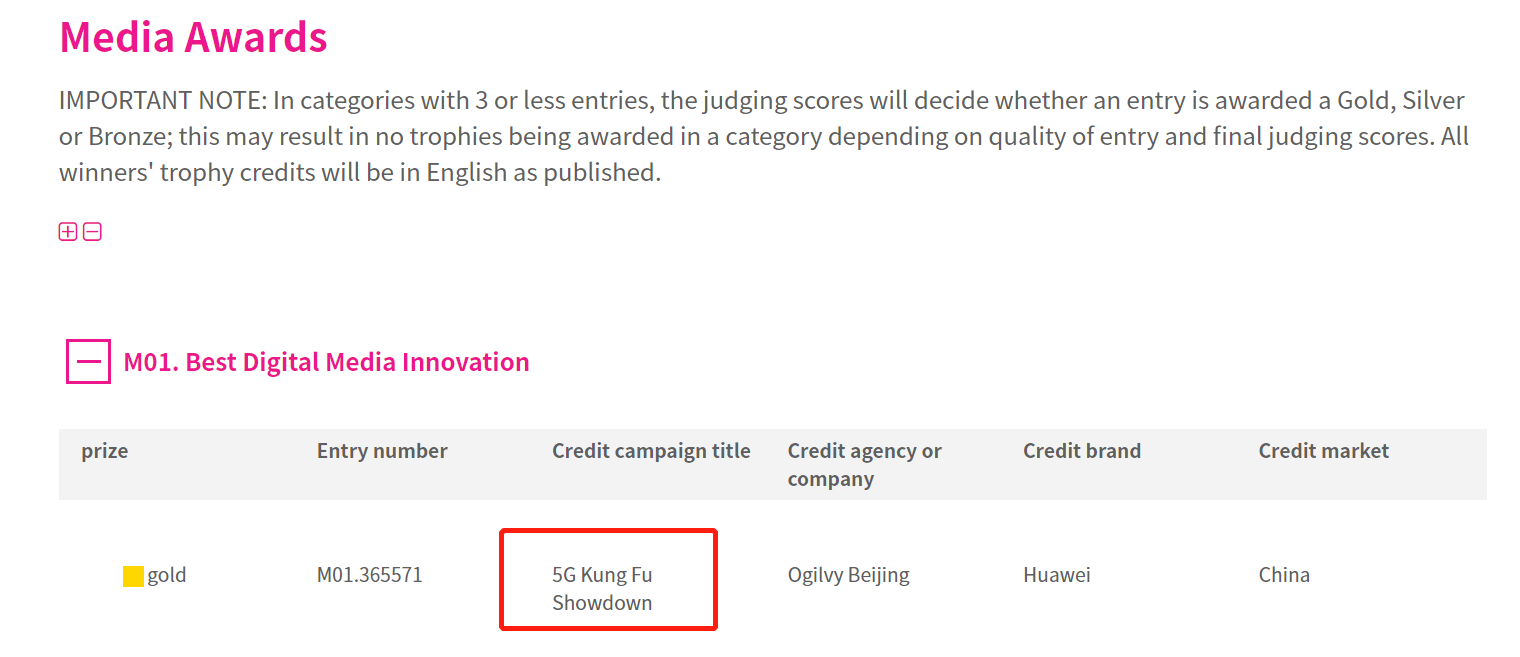 Media Awards
IMPORTANT NOTE: In categories with 3 or less entries, the judging scores will decide whether an entry is awarded a Gold, Silver
or Bronze; this may result in no trophies being awarded in a category depending on quality of entry and final judging scores. All
winners' trophy credits will be in English as published.
M01. Best Digital Media Innovation
prize
Entry number
Credit campaign title
Credit agency or
company
Credit brand
Credit market
gold
M01.365571
5G Kung Fu
Showdown
Ogilvy Beijing
Huawei
China